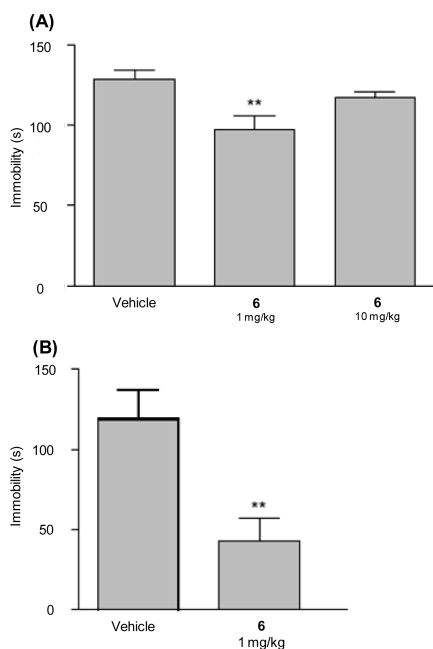 (A)
150
100
50
0
Immobility (s)
**
Vehicle
6
1 mg/kg
6
10 mg/kg
(B)
150
100
50
0
Immobility (s)
**
Vehicle
6
1 mg/kg